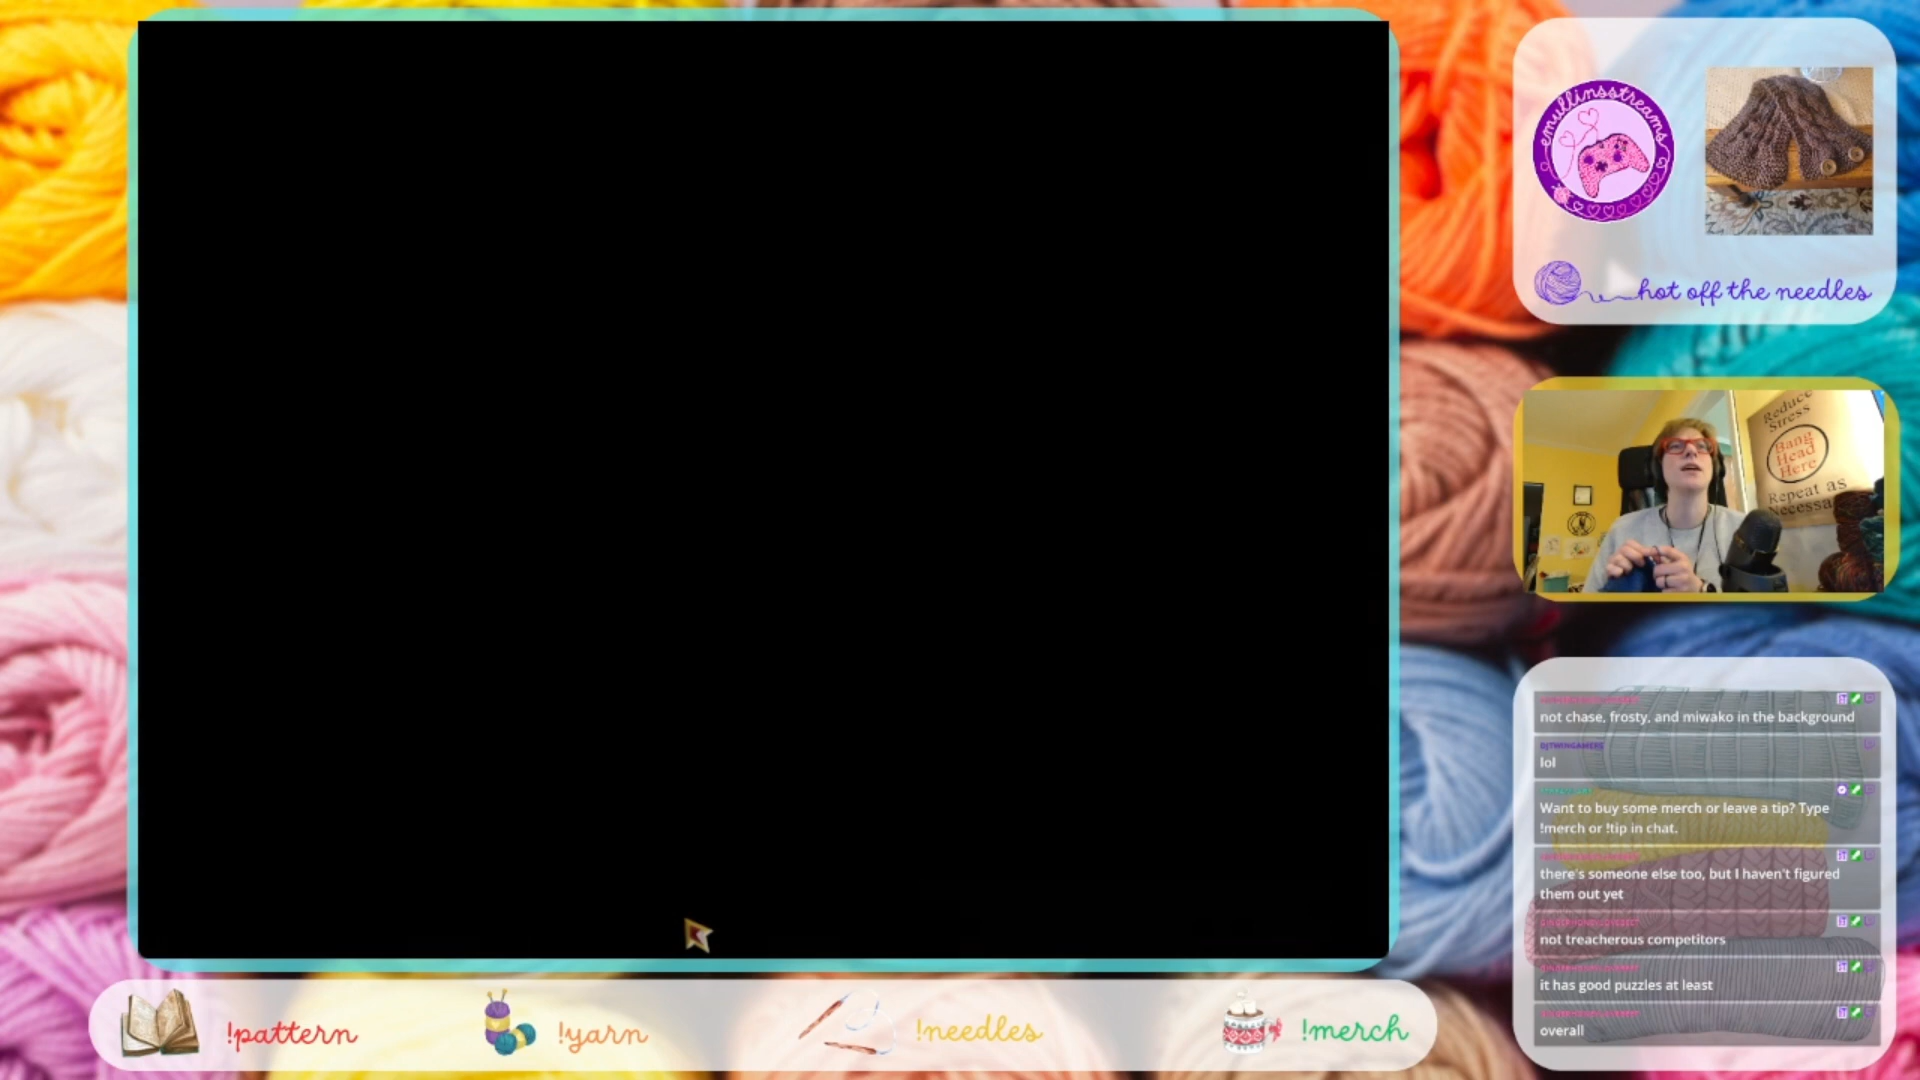 emullinsstreams
hot off the needles
Reduce
Stress
Bang
Head
Here
Repeat as
Necessa
not chase, frosty, and miwako in the background
DJTWINGAMERS
lol
Want to buy some merch or leave a tip? Type
!merch or !tip in chat.
there's someone else too, but I haven't figured
them out yet
not treacherous competitors
it has good puzzles at least
overall
!pattern
!yarn
!needles
!merch